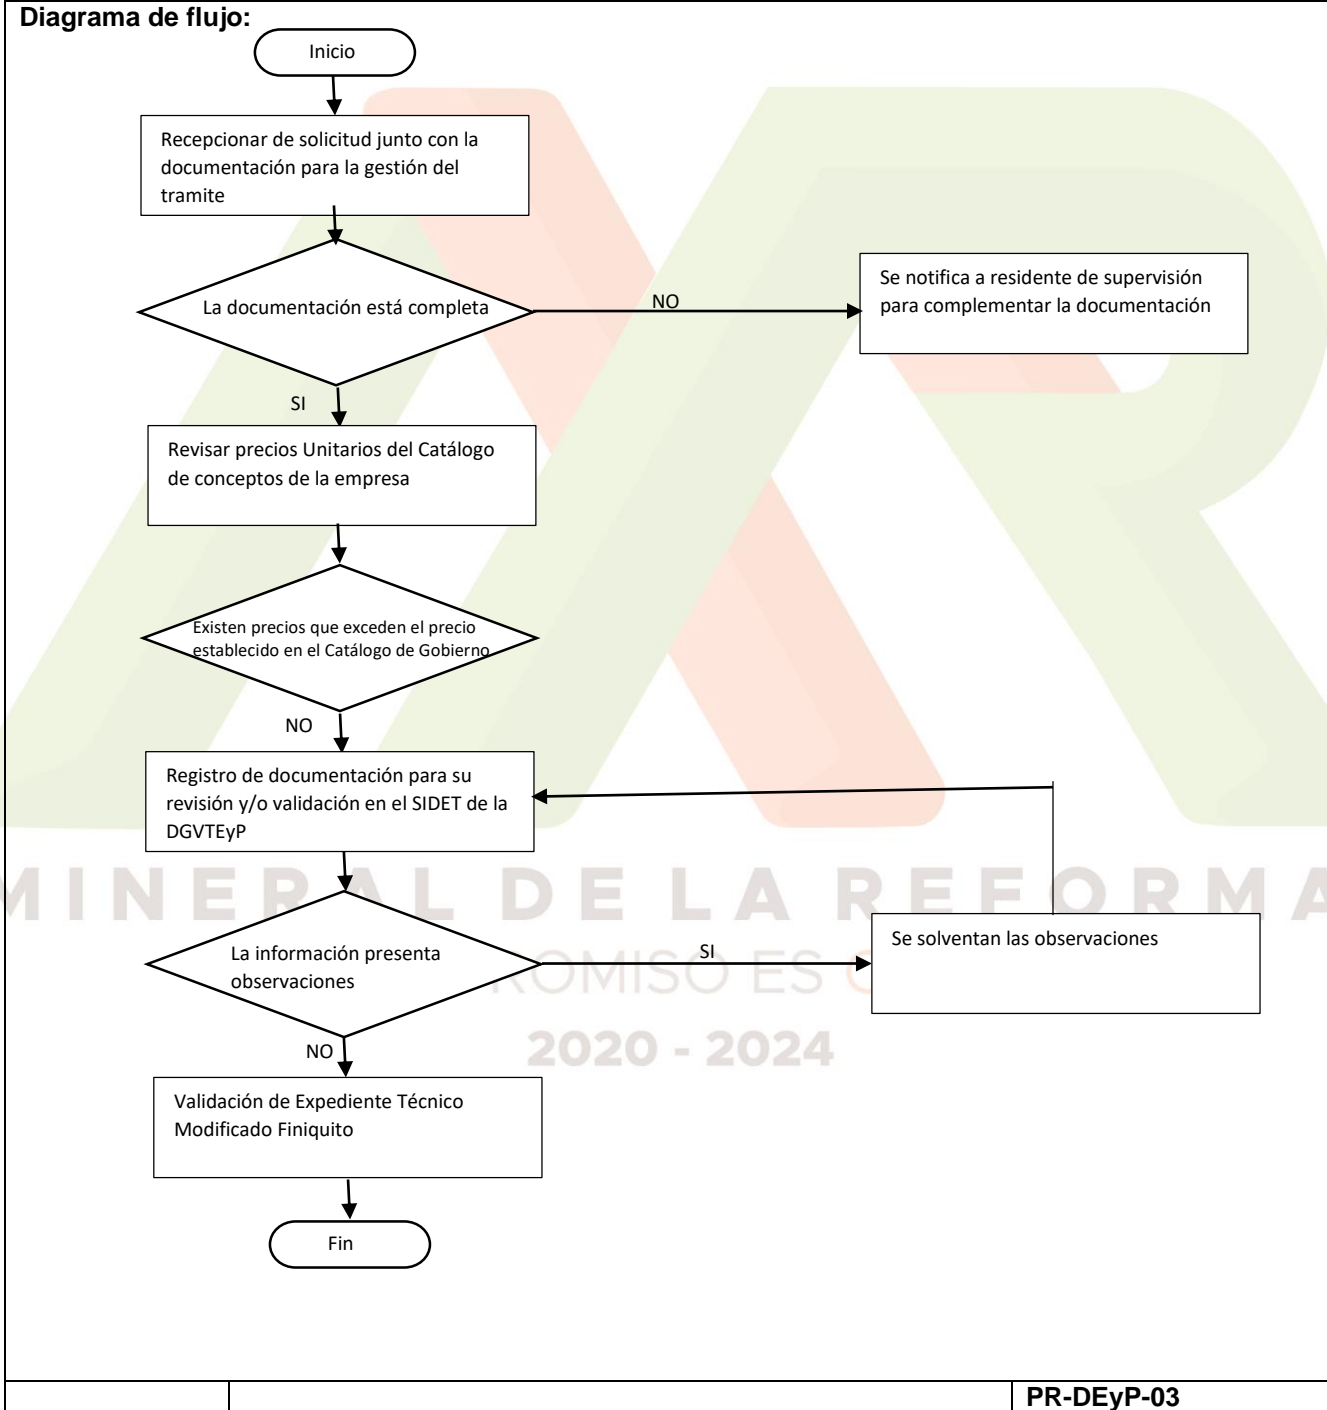 Diagrama de flujo:
Inicio
Recepcionar de solicitud junto con la
documentación para la gestión del
tramite
La documentación está completa
NO
Se notifica a residente de supervisión
para complementar la documentación
SI
Revisar precios Unitarios del Catálogo
de conceptos de la empresa
Existen precios que exceden el precio
establecido en el Catálogo de Gobierno
NO
Registro de documentación para su
revisión y/o validación en el SIDET de la
DGVTEyP
MINERAL DE LA REFORMA
La información presenta
observaciones
SI
Se solventan las observaciones
ROMISO ES
2020 - 2024
NO
Validación de Expediente Técnico
Modificado Finiquito
Fin
PR-DEyP-03